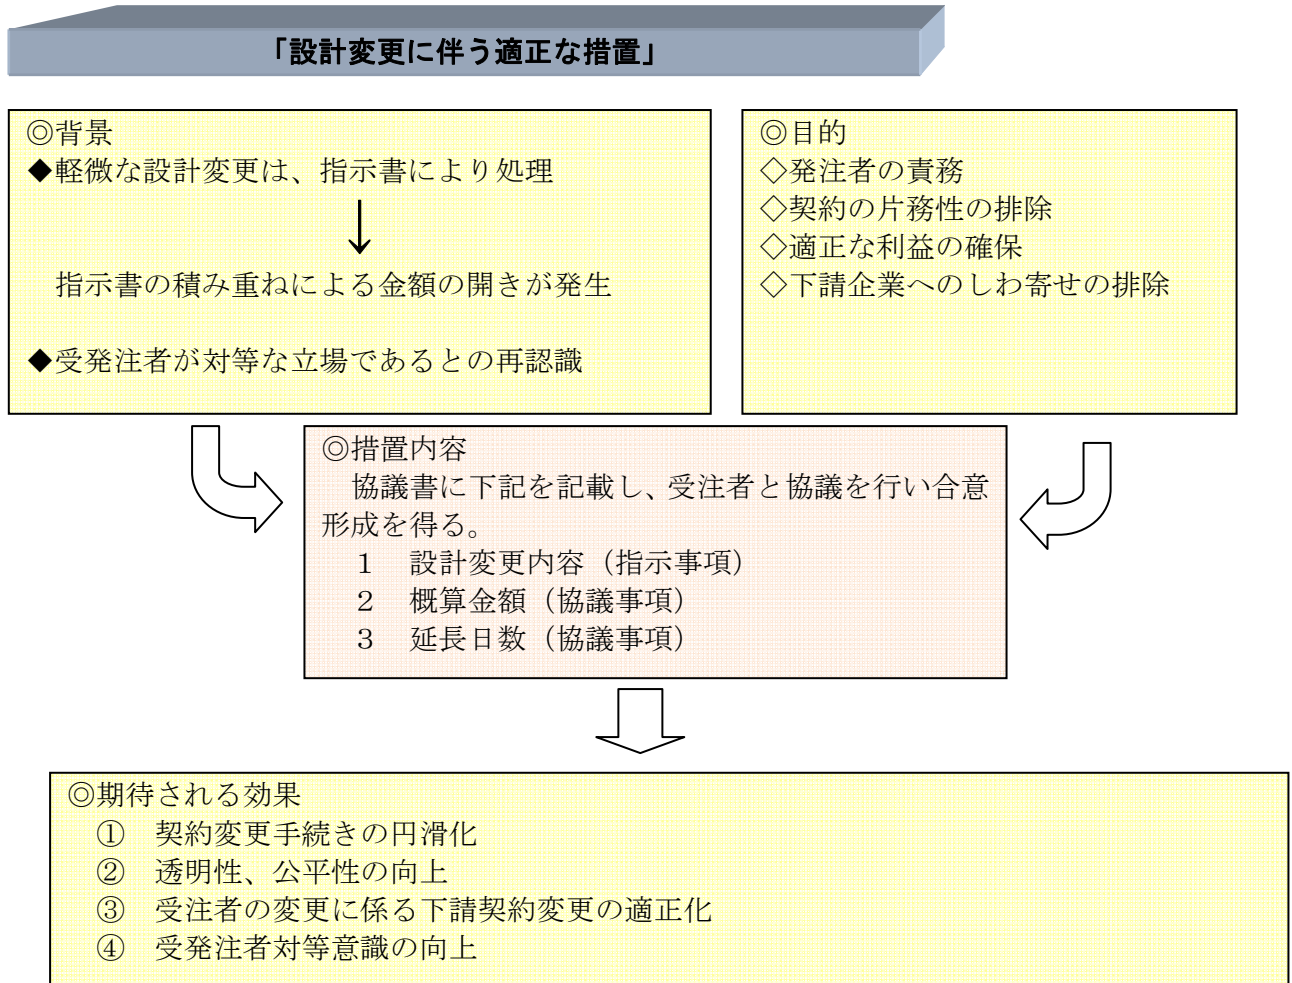 「設計変更に伴う適正な措置」
◎背景
◆軽微な設計変更は、指示書により処理
指示書の積み重ねによる金額の開きが発生
◆受発注者が対等な立場であるとの再認識
◎目的
◇発注者の責務
◇契約の片務性の排除
◇適正な利益の確保
◇下請企業へのしわ寄せの排除
◎措置内容
協議書に下記を記載し、受注者と協議を行い合意
形成を得る。
１　設計変更内容（指示事項）
２　概算金額（協議事項）
３　延長日数（協議事項）
◎期待される効果
①　契約変更手続きの円滑化
②　透明性、公平性の向上
③　受注者の変更に係る下請契約変更の適正化
④　受発注者対等意識の向上